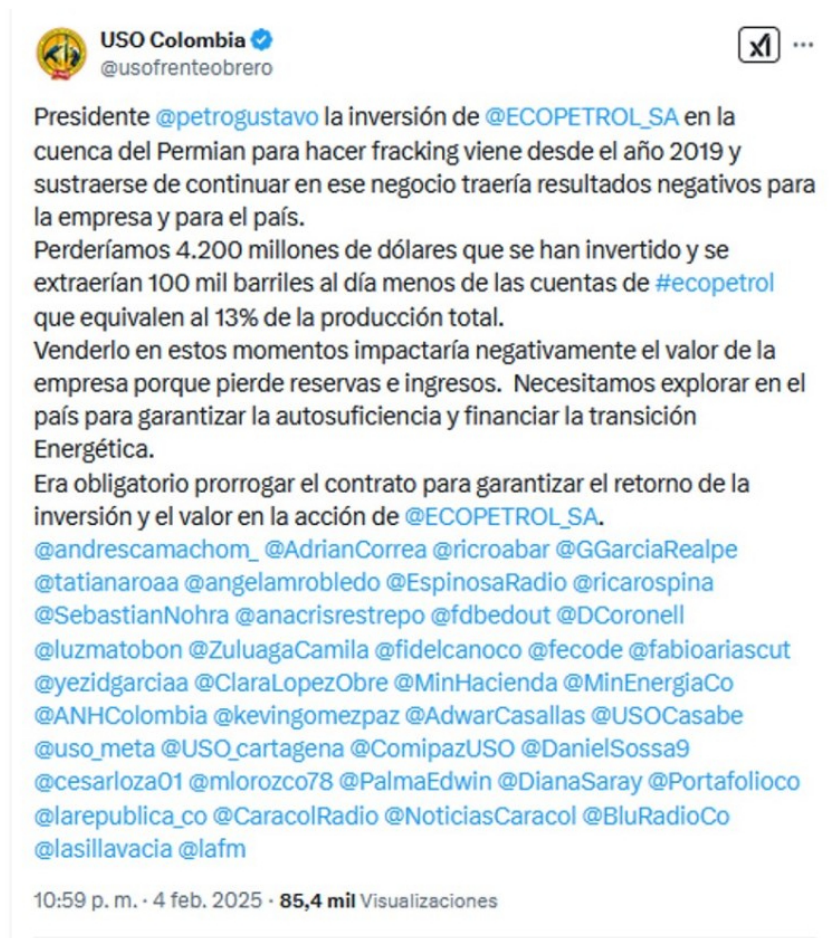 USO Colombia
@usofrenteobrero
Presidente @petrogustavo la inversión de @ECOPETROL_SA en la
cuenca del Permian para hacer fracking viene desde el año 2019 y
sustraerse de continuar en ese negocio traería resultados negativos para
la empresa y para el país.
Perderíamos 4.200 millones de dólares que se han invertido y se
extraerían 100 mil barriles al día menos de las cuentas de #ecopetrol
que equivalen al 13% de la producción total.
Venderlo en estos momentos impactaría negativamente el valor de la
empresa porque pierde reservas e ingresos. Necesitamos explorar en el
país para garantizar la autosuficiencia y financiar la transición
Energética.
Era obligatorio prorrogar el contrato para garantizar el retorno de la
inversión y el valor en la acción de @ECOPETROL_SA.
@andrescamachom_ @AdrianCorrea @ricroabar @GGarciaRealpe
@tatianaroaa @angelamrobledo @EspinosaRadio @ricarospina
@SebastianNohra @anacrisrestrepo @fdbedout @DCoronell
@luzmatobon @ZuluagaCamila @fidelcanoco @fecode @fabioariascut
@yezidgarciaa @ClaraLopezObre @MinHacienda @MinEnergiaCo
@ANHColombia @kevingomezpaz @AdwarCasallas @USOCasabe
@uso_meta @USO_cartagena @ComipazUSO @DanielSossa9
@cesarloza01 @mlorozco78 @PalmaEdwin @DianaSaray @Portafolioco
@larepublica_co @CaracolRadio @NoticiasCaracol @BluRadioCo
@lasillavacia @lafm
10:59 p. m. · 4 feb. 2025 · 85,4 mil Visualizaciones